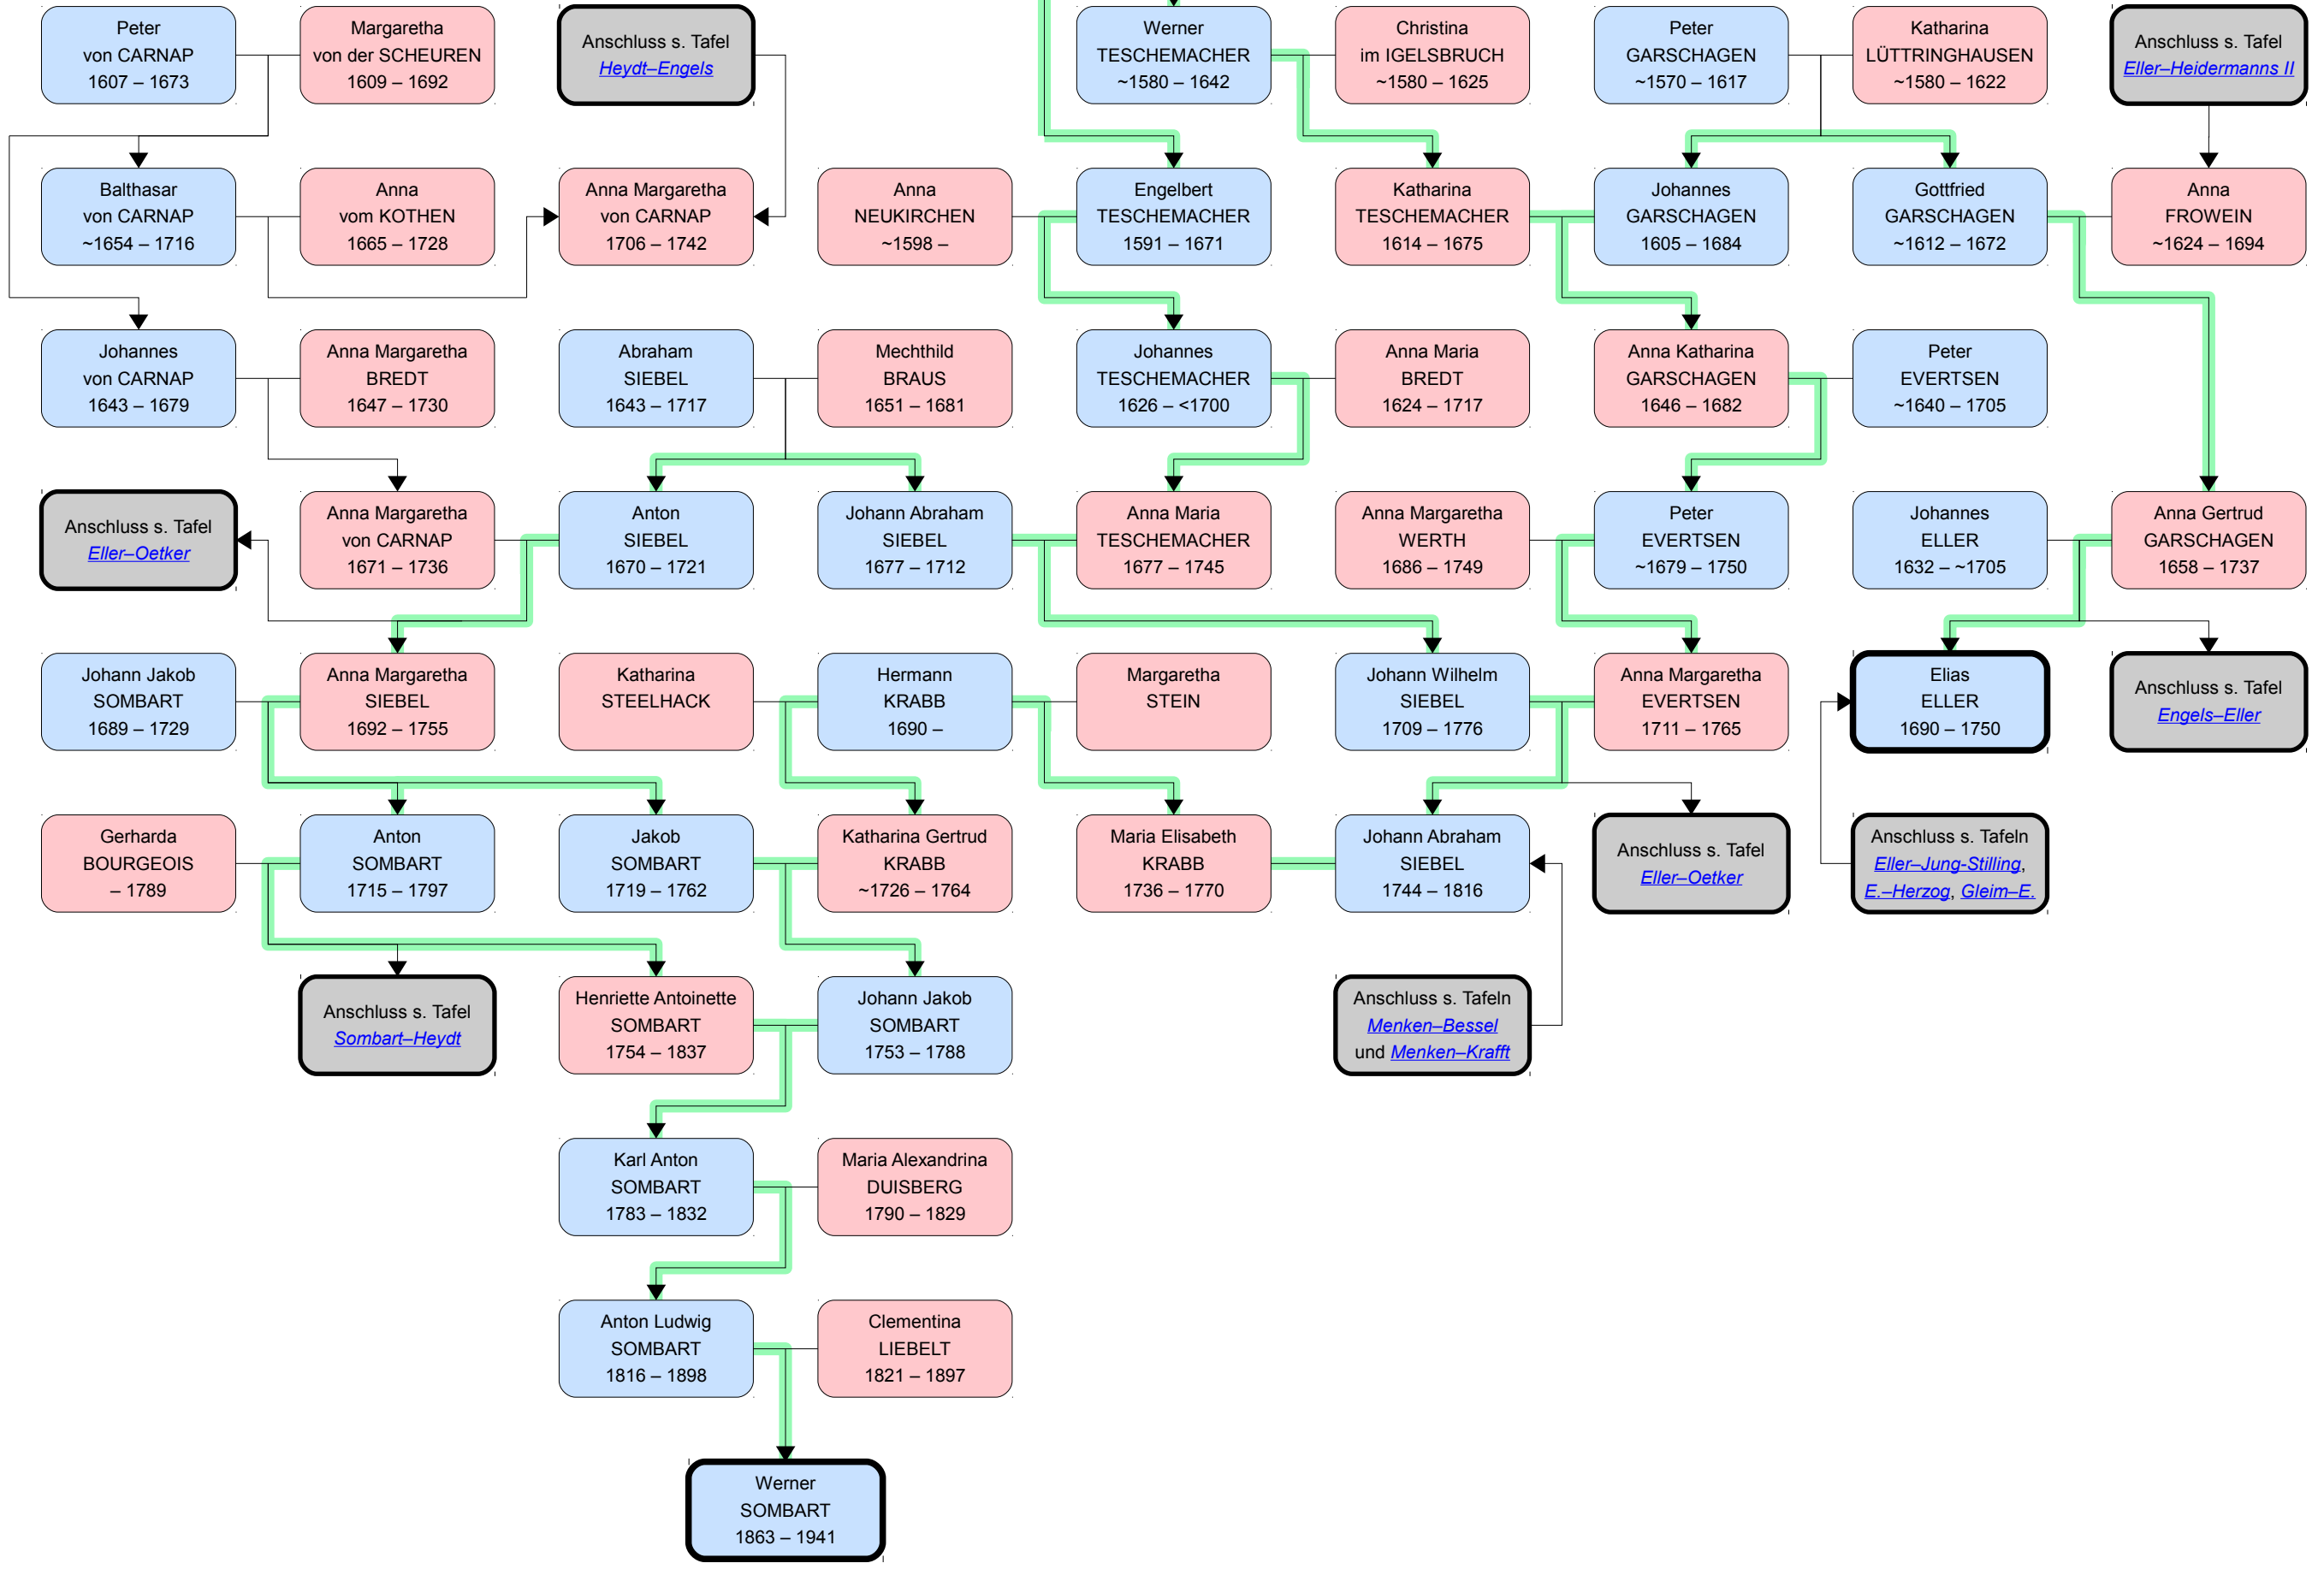 Peter
von CARNAP
1607 – 1673
Margaretha
von der SCHEUREN
1609 – 1692
Anschluss s. Tafel
Heydt–Engels
Werner
TESCHEMACHER
~1580 – 1642
Christina
im IGELSBRUCH
~1580 – 1625
Peter
GARSCHAGEN
~1570 – 1617
Katharina
LÜTTRINGHAUSEN
~1580 – 1622
Anschluss s. Tafel
Eller–Heidermanns II
Balthasar
von CARNAP
~1654 – 1716
Anna
vom KOTHEN
1665 – 1728
Anna Margaretha
von CARNAP
1706 – 1742
Anna
NEUKIRCHEN
~1598 –
Engelbert
TESCHEMACHER
1591 – 1671
Katharina
TESCHEMACHER
1614 – 1675
Johannes
GARSCHAGEN
1605 – 1684
Gottfried
GARSCHAGEN
~1612 – 1672
Anna
FROWEIN
~1624 – 1694
Johannes
von CARNAP
1643 – 1679
Anna Margaretha
BREDT
1647 – 1730
Abraham
SIEBEL
1643 – 1717
Mechthild
BRAUS
1651 – 1681
Johannes
TESCHEMACHER
1626 – <1700
Anna Maria
BREDT
1624 – 1717
Anna Katharina
GARSCHAGEN
1646 – 1682
Peter
EVERTSEN
~1640 – 1705
Anschluss s. Tafel
Eller–Oetker
Anna Margaretha
von CARNAP
1671 – 1736
Anton
SIEBEL
1670 – 1721
Johann Abraham
SIEBEL
1677 – 1712
Anna Maria
TESCHEMACHER
1677 – 1745
Anna Margaretha
WERTH
1686 – 1749
Peter
EVERTSEN
~1679 – 1750
Johannes
ELLER
1632 – ~1705
Anna Gertrud
GARSCHAGEN
1658 – 1737
Johann Jakob
SOMBART
1689 – 1729
Anna Margaretha
SIEBEL
1692 – 1755
Katharina
STEELHACK
Hermann
KRABB
1690 –
Margaretha
STEIN
Johann Wilhelm
SIEBEL
1709 – 1776
Anna Margaretha
EVERTSEN
1711 – 1765
Elias
ELLER
1690 – 1750
Anschluss s. Tafel
Engels–Eller
Gerharda
BOURGEOIS
– 1789
Anton
SOMBART
1715 – 1797
Jakob
SOMBART
1719 – 1762
Katharina Gertrud
KRABB
~1726 – 1764
Maria Elisabeth
KRABB
1736 – 1770
Johann Abraham
SIEBEL
1744 – 1816
Anschluss s. Tafel
Eller–Oetker
Anschluss s. Tafeln
Eller–Jung-Stilling,
E.–Herzog, Gleim–E.
Anschluss s. Tafel
Sombart–Heydt
Henriette Antoinette
SOMBART
1754 – 1837
Johann Jakob
SOMBART
1753 – 1788
Anschluss s. Tafeln
Menken–Bessel
und Menken–Krafft
Karl Anton
SOMBART
1783 – 1832
Maria Alexandrina
DUISBERG
1790 – 1829
Anton Ludwig
SOMBART
1816 – 1898
Clementina
LIEBELT
1821 – 1897
Werner
SOMBART
1863 – 1941